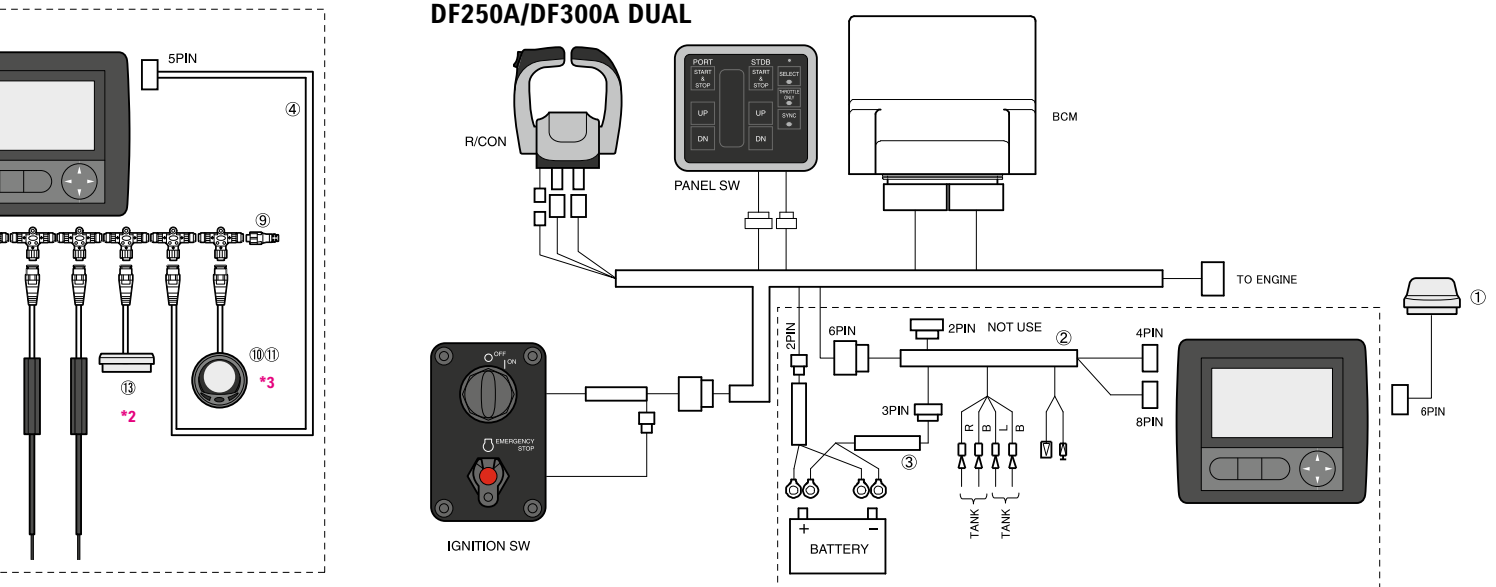 DF250A/DF300A DUAL
5PIN
④
⑨
⑩⑪
*3
⑬
*2
R/CON
PORT
START
&
STOP
UP
DN
STDB
START
&
STOP
UP
DN
SELECT
THROTTLE
ONLY
SYNC
PANEL SW
BCM
TO ENGINE
①
6PIN
OFF
ON
EMERGENCY
STOP
IGNITION SW
2PIN
6PIN
2PIN NOT USE
②
4PIN
8PIN
3PIN
③
R
B
L
B
TANK
TANK
+ −
BATTERY